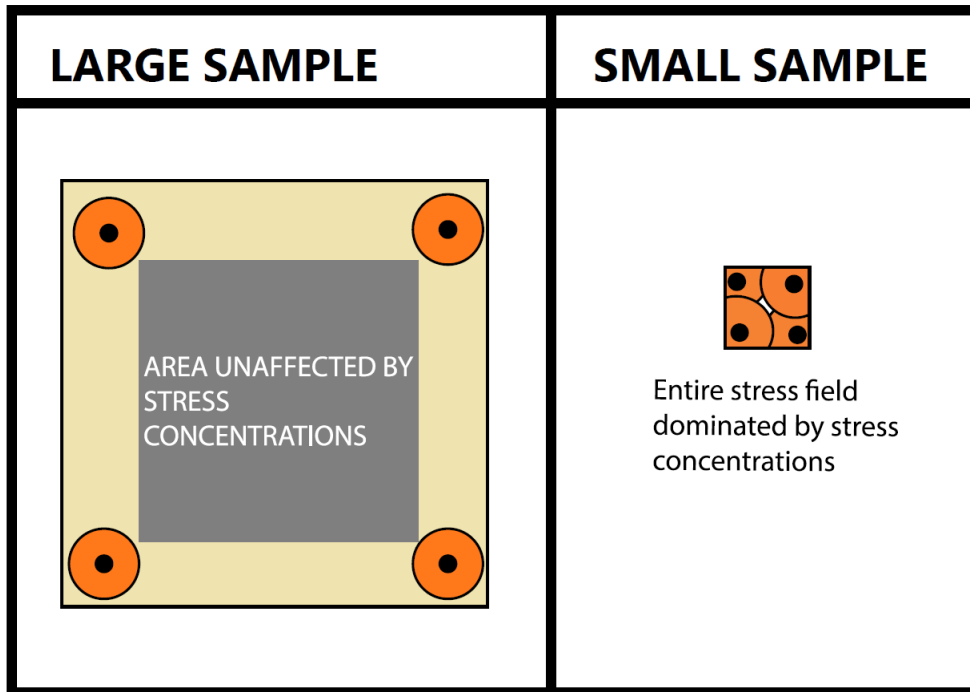 LARGE SAMPLE
SMALL SAMPLE
AREA UNAFFECTED BY
STRESS
CONCENTRATIONS
Entire stress field
dominated by stress
concentrations